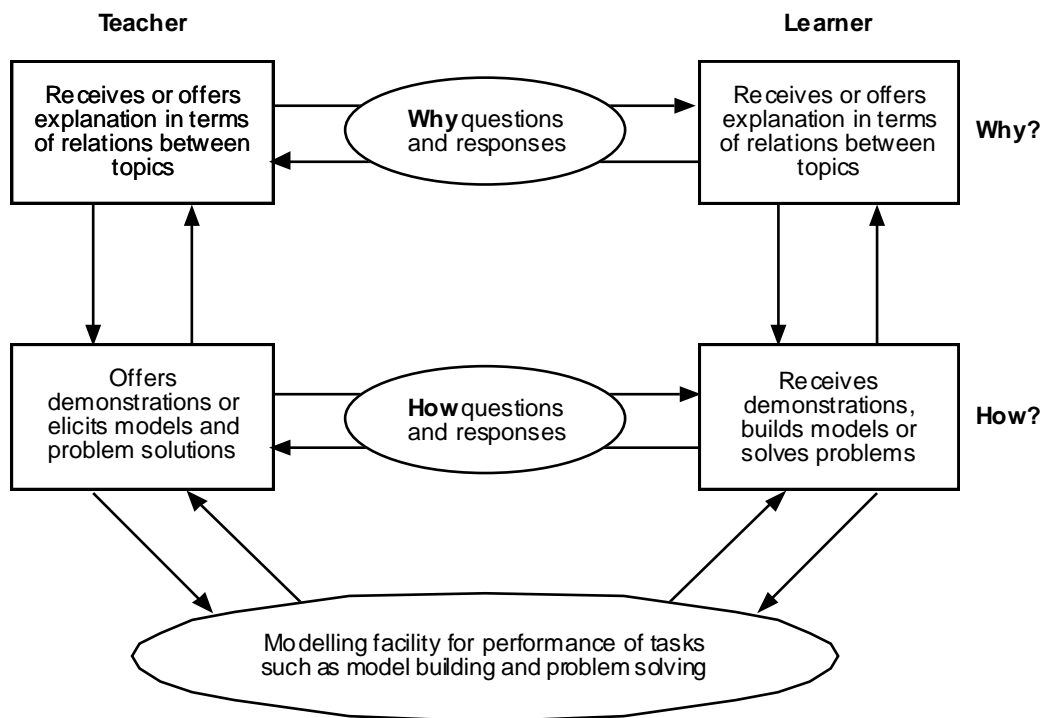 Teacher
Learner
Receives or offers
explanation in terms
of relations between
topics
Why questions
and responses
Receives or offers
explanation in terms
of relations between
topics
Why?
Offers
demonstrations or
elicits models and
problem solutions
How questions
and responses
Receives
demonstrations,
builds models or
solves problems
How?
Modelling facility for performance of tasks
such as model building and problem solving